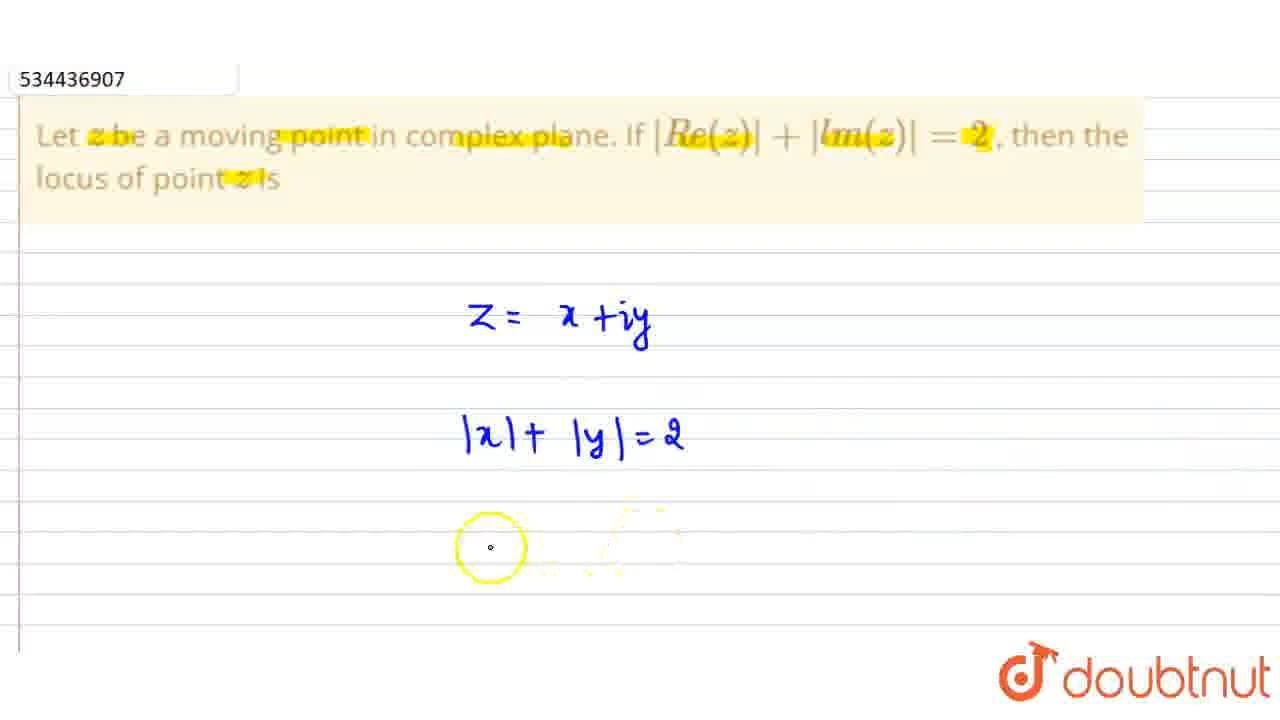 534436907
Let z be a moving point in complex plane. If |Re(z)| + |Im(z)| = 2, then the
locus of point z is
z = x + iy
|x| + |y| = 2
doubtnut